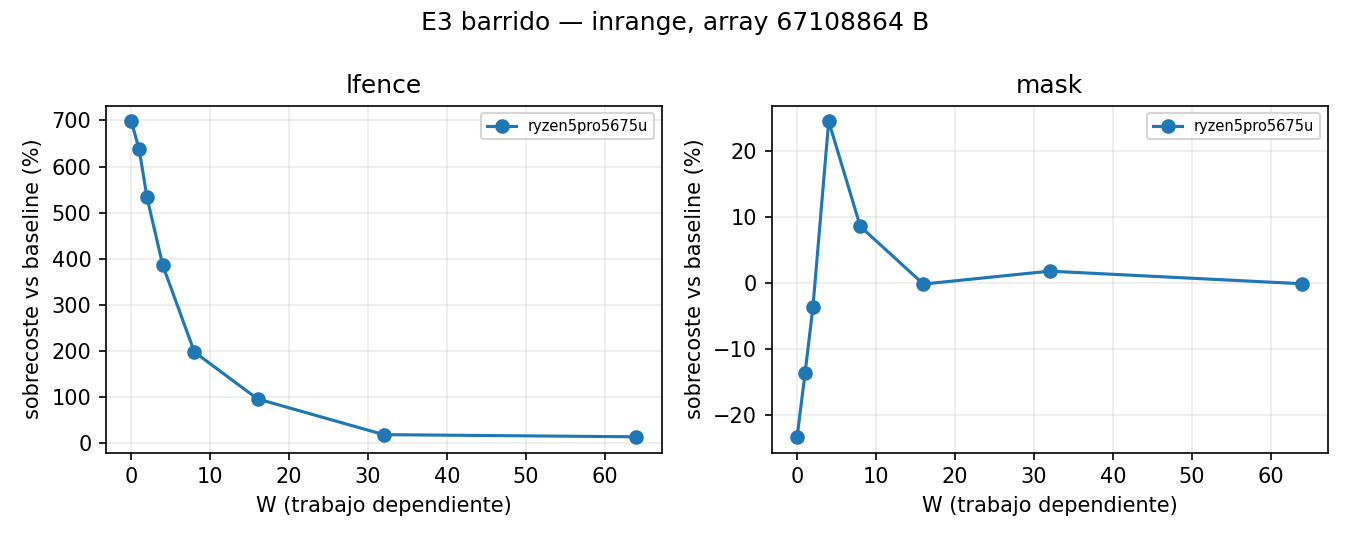 E3 barrido — inrange, array 67108864 B
lfence
ryzen5pro5675u
sobrecoste vs baseline (%)
700
600
500
400
300
200
100
0
0 10 20 30 40 50 60
W (trabajo dependiente)
mask
ryzen5pro5675u
sobrecoste vs baseline (%)
20
10
0
−10
−20
0 10 20 30 40 50 60
W (trabajo dependiente)